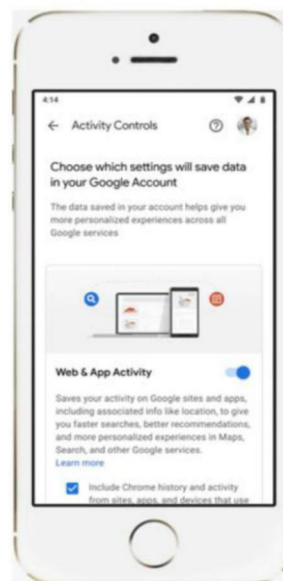 4:14
Activity Controls
Choose which settings will save data
in your Google Account
The data saved in your account helps give you
more personalized experiences across all
Google services
Web & App Activity
Saves your activity on Google sites and apps,
including associated info like location, to give
you faster searches, better recommendations,
and more personalized experiences in Maps,
Search, and other Google services.
Learn more
Include Chrome history and activity
from sites, apps, and devices that use